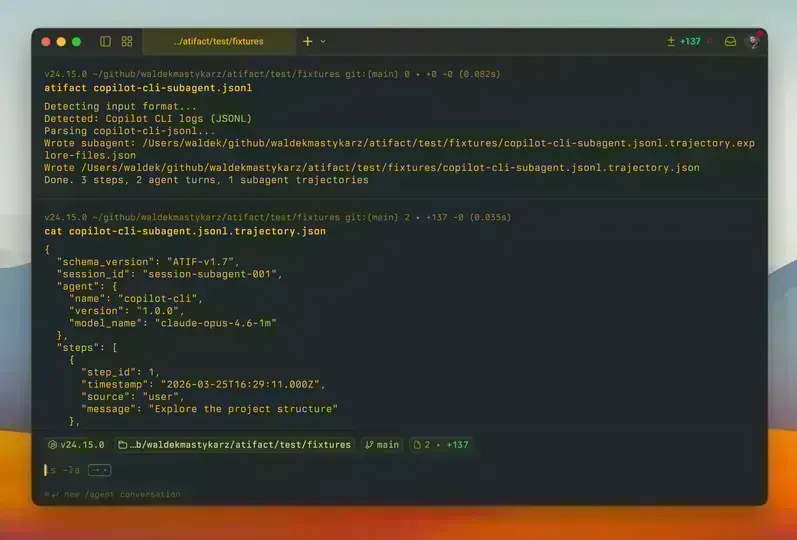 ../atifact/test/fixtures
+137
v24.15.0 ~/github/waldekmastykarz/atifact/test/fixtures git:(main) 0 • +0 -0 (0.082s)
atifact copilot-cli-subagent.jsonl
Detecting input format...
Detected: Copilot CLI logs (JSONL)
Parsing copilot-cli-jsonl...
Wrote subagent: /Users/waldek/github/waldekmastykarz/atifact/test/fixtures/copilot-cli-subagent.jsonl.trajectory.exp
lore-files.json
Wrote /Users/waldek/github/waldekmastykarz/atifact/test/fixtures/copilot-cli-subagent.jsonl.trajectory.json
Done. 3 steps, 2 agent turns, 1 subagent trajectories
v24.15.0 ~/github/waldekmastykarz/atifact/test/fixtures git:(main) 2 • +137 -0 (0.035s)
cat copilot-cli-subagent.jsonl.trajectory.json
{
"schema_version": "ATIF-v1.7",
"session_id": "session-subagent-001",
"agent": {
"name": "copilot-cli",
"version": "1.0.0",
"model_name": "claude-opus-4.6-1m"
},
"steps": [
{
"step_id": 1,
"timestamp": "2026-03-25T16:29:11.000Z",
"source": "user",
"message": "Explore the project structure"
},
v24.15.0 …b/waldekmastykarz/atifact/test/fixtures main 2 • +137
ls -la
new /agent conversation